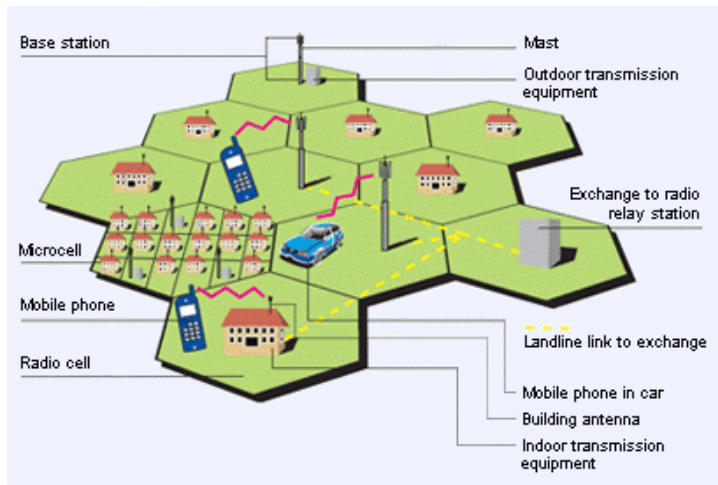 Base station
Mast
Outdoor transmission
equipment
Exchange to radio
relay station
Microcell
Mobile phone
Landline link to exchange
Radio cell
Mobile phone in car
Building antenna
Indoor transmission
equipment